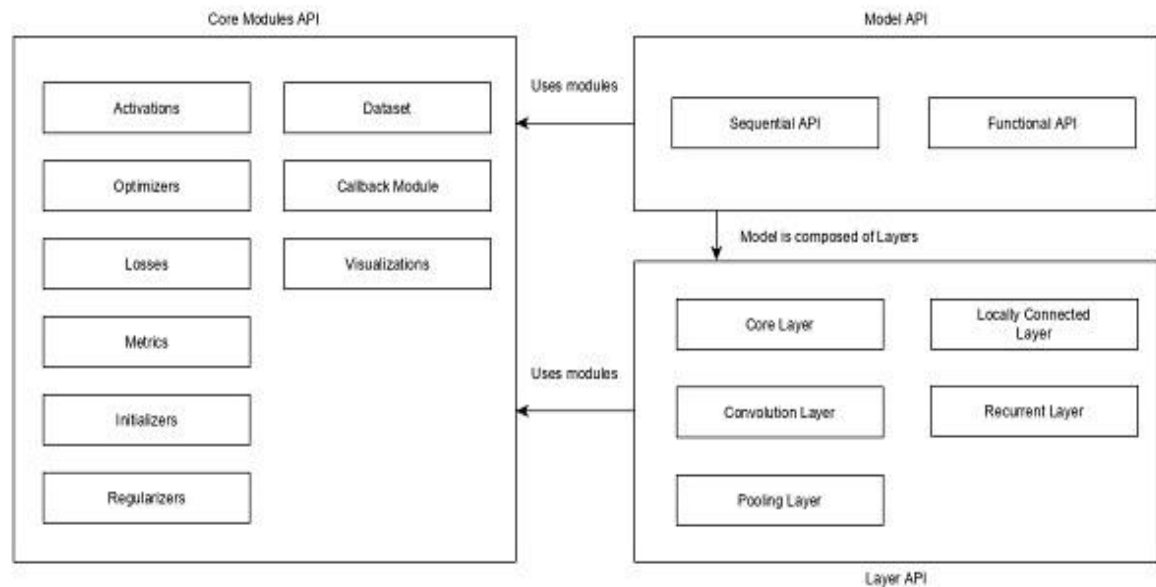 Core Modules API
Model API
Activations
Dataset
Uses modules
Sequential API
Functional API
Optimizers
Callback Module
Model is composed of Layers
Losses
Visualizations
Core Layer
Locally Connected
Layer
Metrics
Uses modules
Initializers
Convolution Layer
Recurrent Layer
Regularizers
Pooling Layer
Layer API